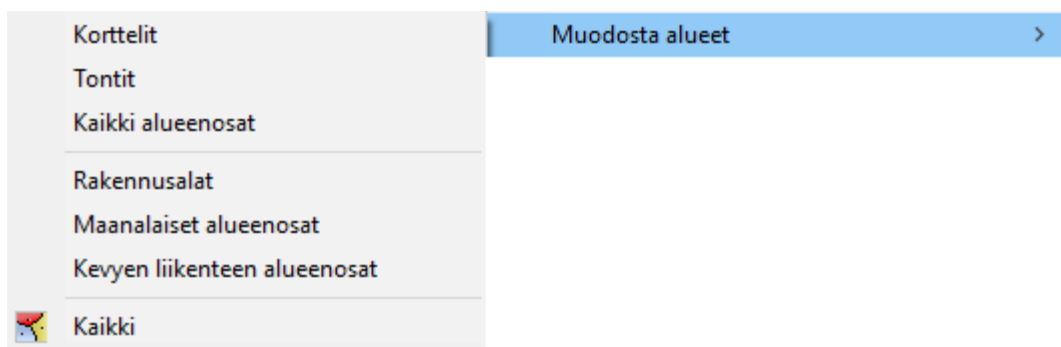 Muodosta alueet
Korttelit
Tontit
Kaikki alueenosat
Rakennusalat
Maanalaiset alueenosat
Kevyen liikenteen alueenosat
Kaikki